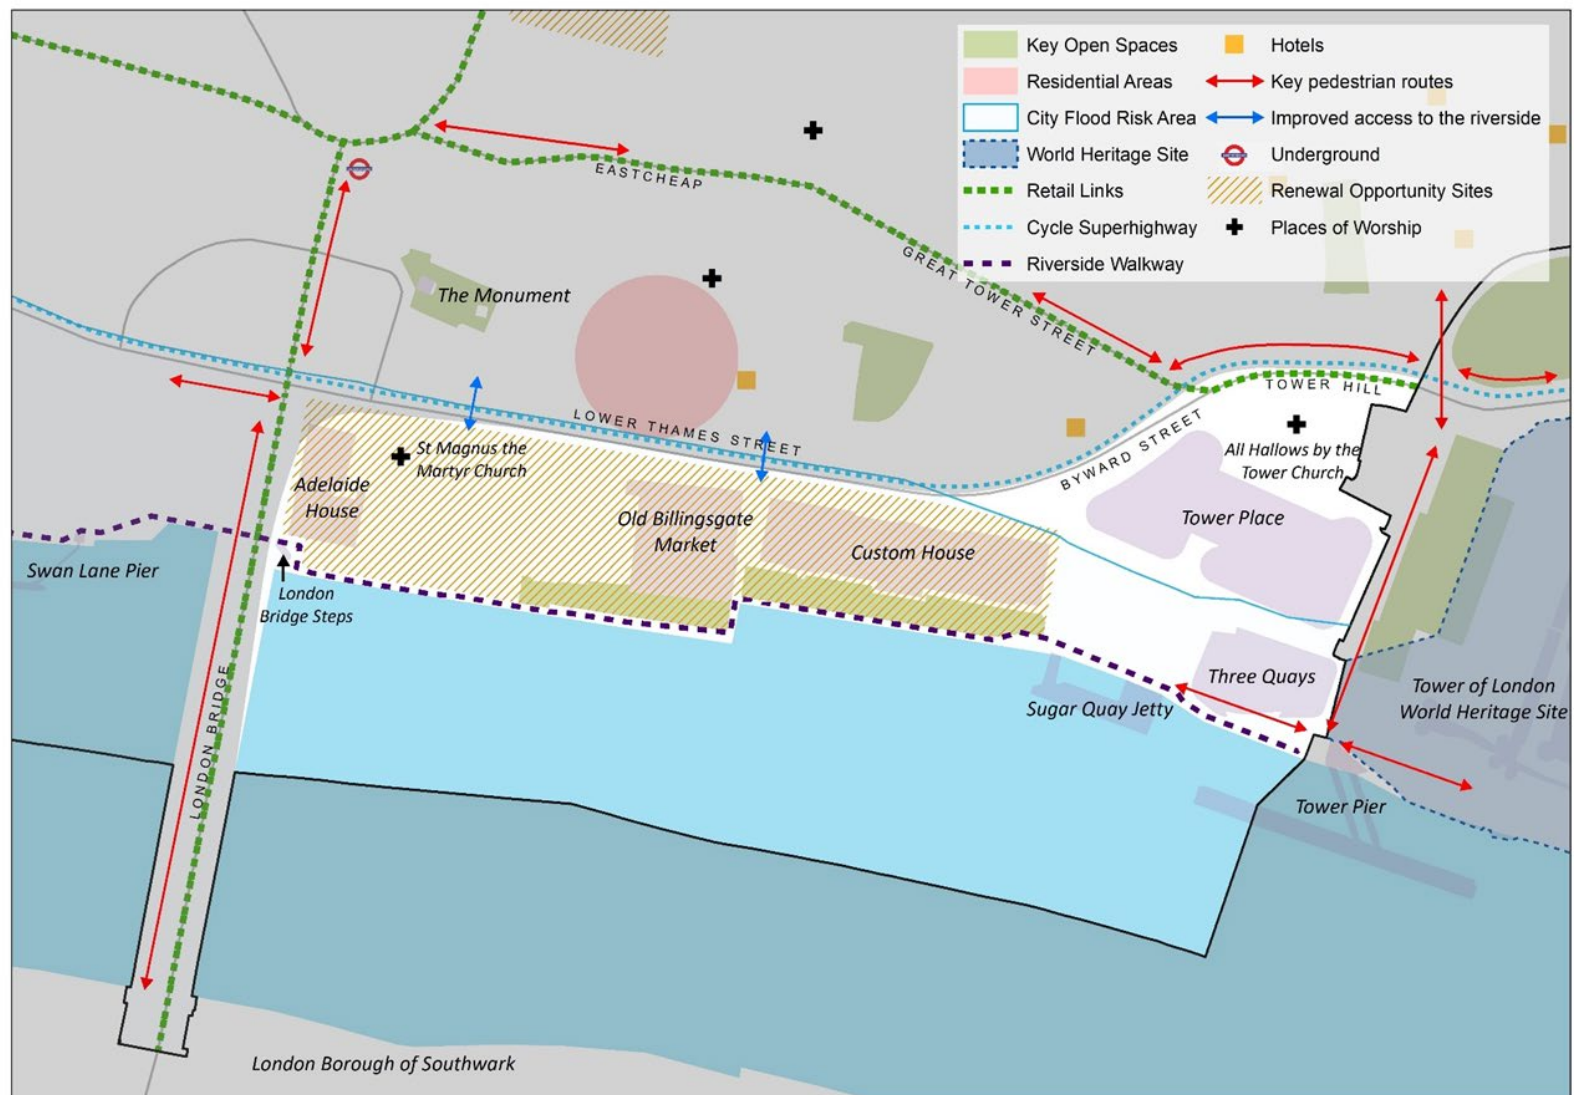 Key Open Spaces
Hotels
Residential Areas
Key pedestrian routes
City Flood Risk Area
Improved access to the riverside
World Heritage Site
Underground
Retail Links
Renewal Opportunity Sites
Cycle Superhighway
Places of Worship
Riverside Walkway
EASTCHEAP
GREAT TOWER STREET
The Monument
TOWER HILL
LOWER THAMES STREET
BYWARD STREET
St Magnus the
Martyr Church
All Hallows by the
Tower Church
Adelaide
House
Old Billingsgate
Market
Custom House
Tower Place
Swan Lane Pier
London
Bridge Steps
LONDON BRIDGE
Sugar Quay Jetty
Three Quays
Tower of London
World Heritage Site
Tower Pier
London Borough of Southwark